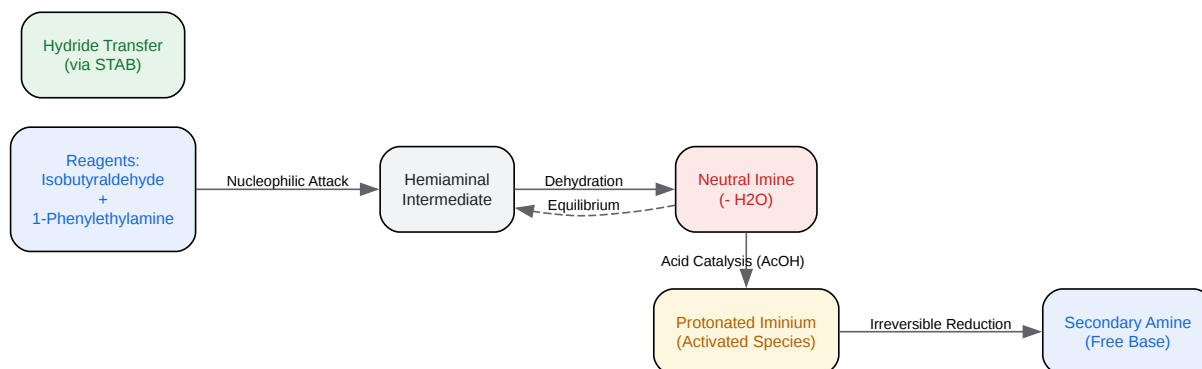 Hydride Transfer
(via STAB)
Reagents:
Isobutyraldehyde
+
1-Phenylethylamine
Nucleophilic Attack
Hemiaminal
Intermediate
Dehydration
Equilibrium
Neutral Imine
(- H2O)
Acid Catalysis (AcOH)
Protonated Iminium
(Activated Species)
Irreversible Reduction
Secondary Amine
(Free Base)